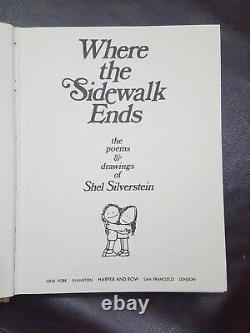 Where
the
Sidewalk
Ends
the
poems
&
drawings
of
Shel Silverstein
NEW YORK EVANSTON HARPER AND ROW SAN FRANCISCO LONDON